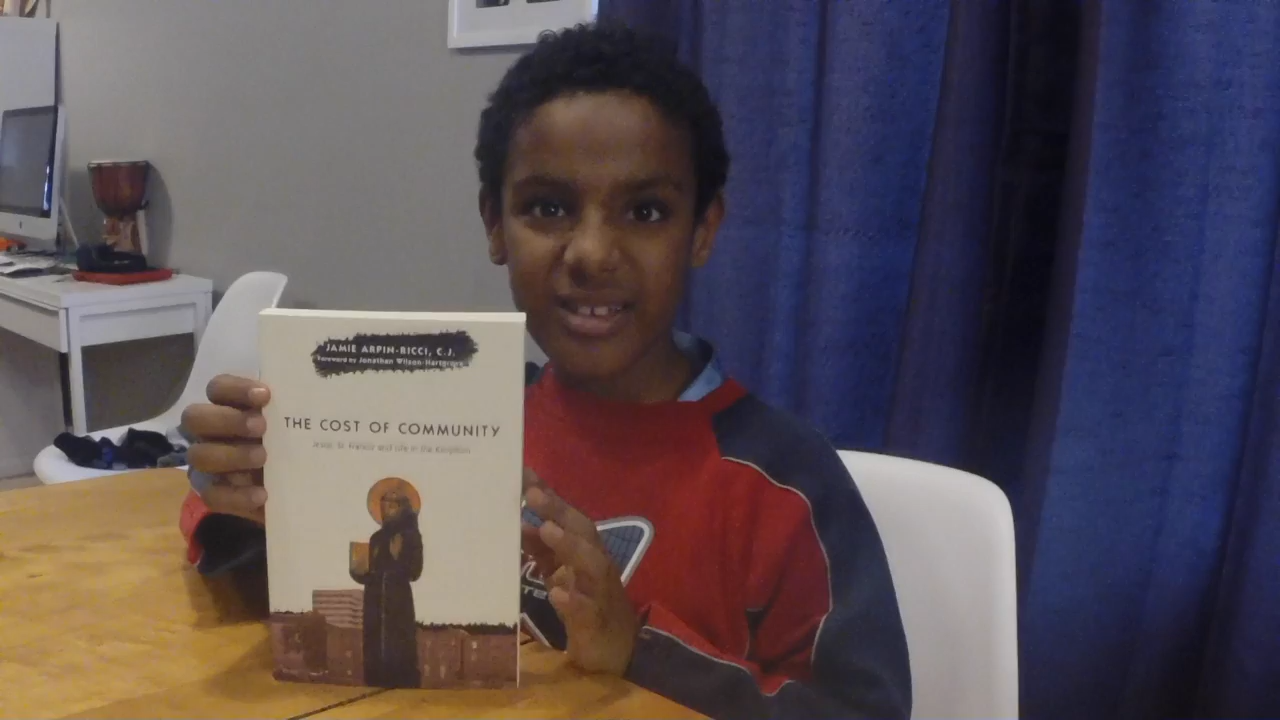 JAMIE ARPIN-RICCI, C.J.
Foreword by Jonathan Wilson-Hartgrove
THE COST OF COMMUNITY
Jesus, St. Francis and Life in the Kingdom